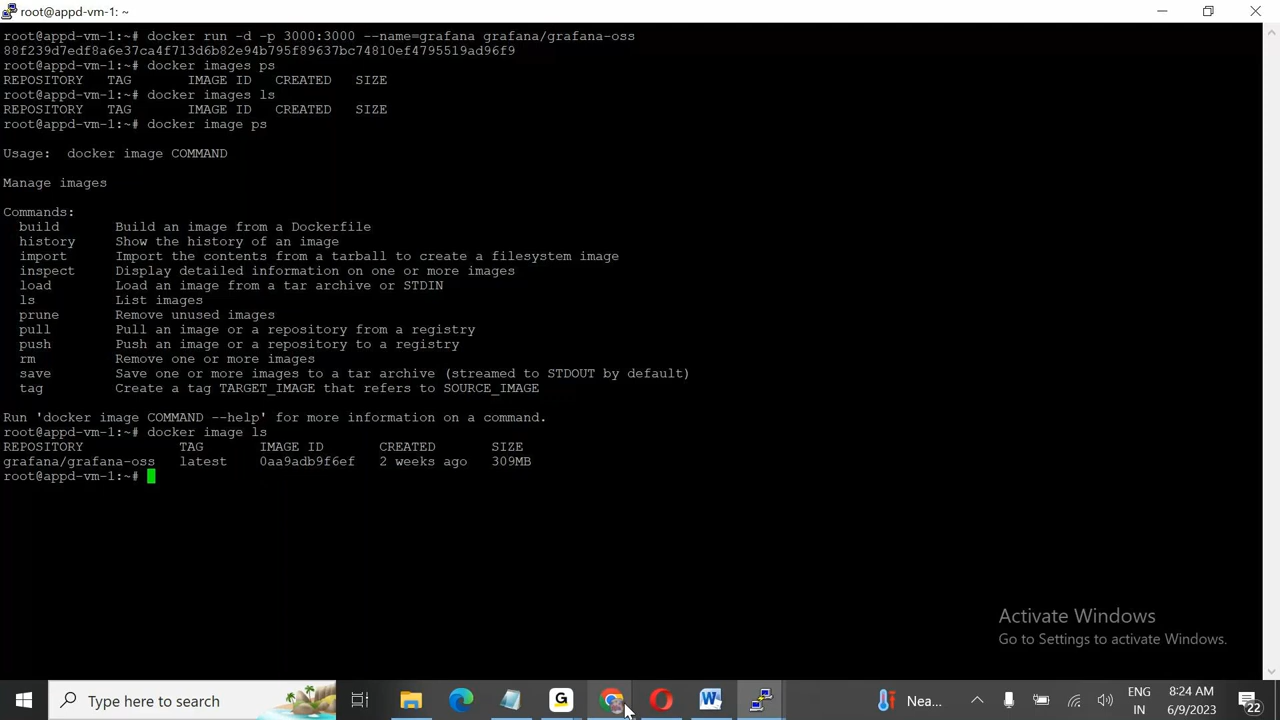 root@appd-vm-1: ~
root@appd-vm-1:~# docker run -d -p 3000:3000 --name=grafana grafana/grafana-oss
88f239d7edf8a6e37ca4f713d6b82e94b795f89637bc74810ef4795519ad96f9
root@appd-vm-1:~# docker images ps
REPOSITORY   TAG       IMAGE ID   CREATED   SIZE
root@appd-vm-1:~# docker images ls
REPOSITORY   TAG       IMAGE ID   CREATED   SIZE
root@appd-vm-1:~# docker image ps
Usage:  docker image COMMAND
Manage images
Commands:
  build       Build an image from a Dockerfile
  history     Show the history of an image
  import      Import the contents from a tarball to create a filesystem image
  inspect     Display detailed information on one or more images
  load        Load an image from a tar archive or STDIN
  ls          List images
  prune       Remove unused images
  pull        Pull an image or a repository from a registry
  push        Push an image or a repository to a registry
  rm          Remove one or more images
  save        Save one or more images to a tar archive (streamed to STDOUT by default)
  tag         Create a tag TARGET_IMAGE that refers to SOURCE_IMAGE
Run 'docker image COMMAND --help' for more information on a command.
root@appd-vm-1:~# docker image ls
REPOSITORY            TAG       IMAGE ID       CREATED       SIZE
grafana/grafana-oss   latest    0aa9adb9f6ef   2 weeks ago   309MB
root@appd-vm-1:~#
Activate Windows
Go to Settings to activate Windows.
Type here to search
G
W
Nea...
ENG
IN
8:24 AM
6/9/2023
22